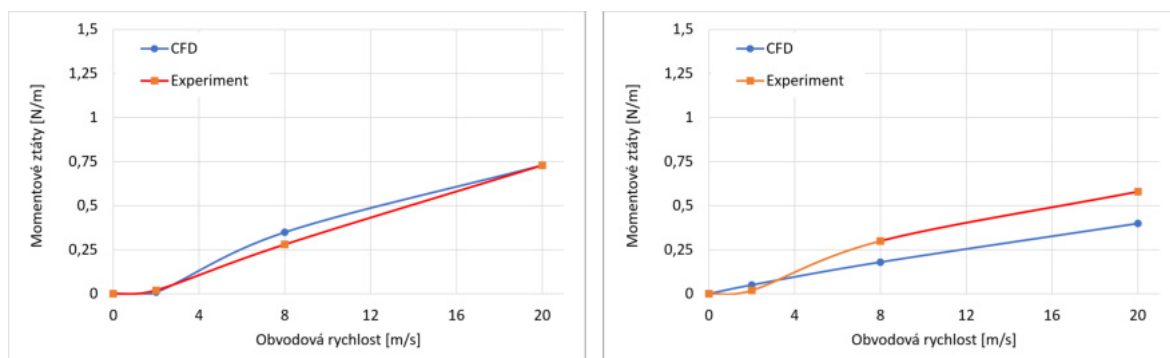 1,5
CFD
1,25
Experiment
1
0,75
0,5
0,25
0
0 4 8 12 16 20
Momentové ztáty [N/m]
Obvodová rychlost [m/s]
1,5
CFD
1,25
Experiment
1
0,75
0,5
0,25
0
0 4 8 12 16 20
Momentové ztáty [N/m]
Obvodová rychlost [m/s]